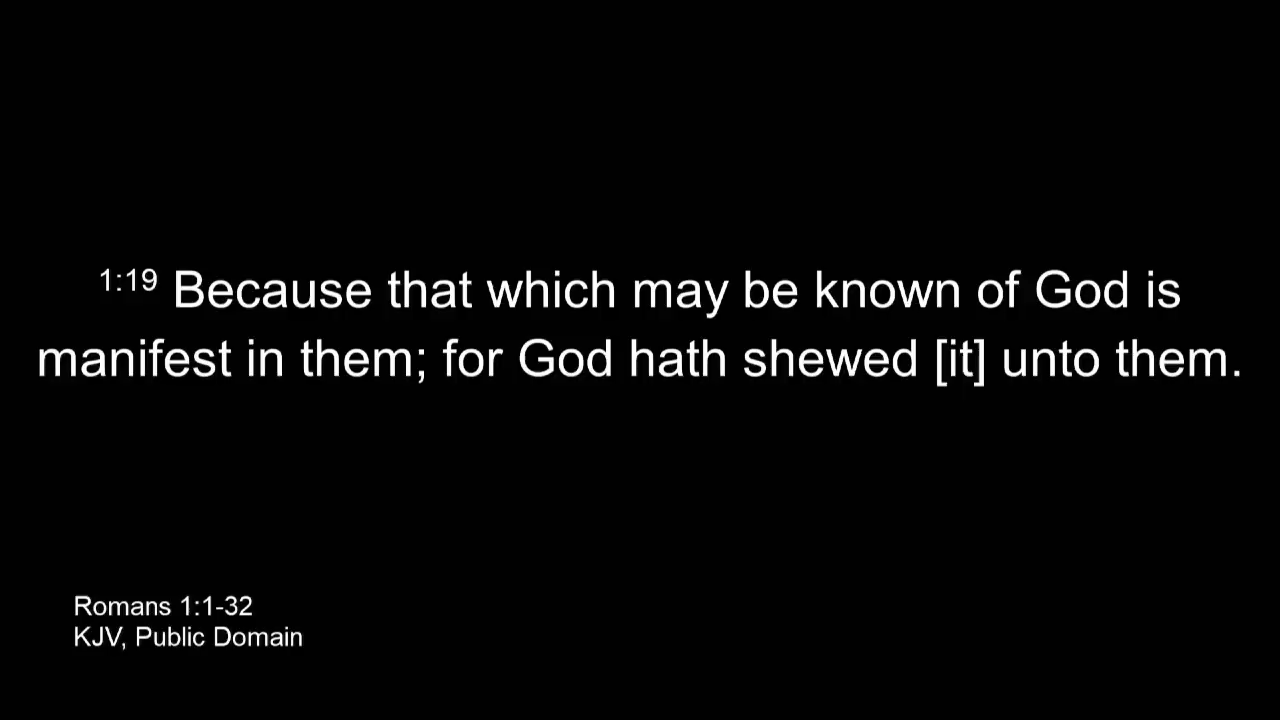 1:19 Because that which may be known of God is
manifest in them; for God hath shewed [it] unto them.
Romans 1:1-32
KJV, Public Domain